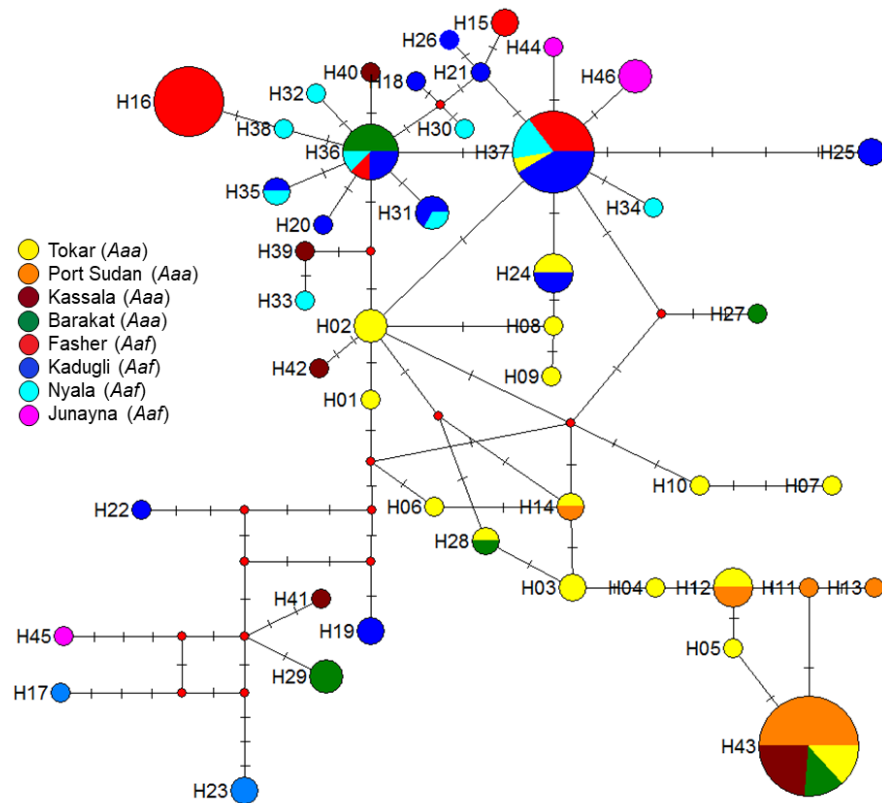 H15
H26
H44
H40
H18
H21
H46
H16
H32
H38
H30
H36
H37
H25
H35
H31
H34
H20
Tokar (Aaa)
Port Sudan (Aaa)
Kassala (Aaa)
Barakat (Aaa)
Fasher (Aaf)
Kadugli (Aaf)
Nyala (Aaf)
Junayna (Aaf)
H39
H24
H33
H27
H02
H08
H42
H09
H01
H10
H07
H22
H06
H14
H28
H03
H04
H12
H11
H13
H41
H19
H45
H05
H29
H17
H43
H23